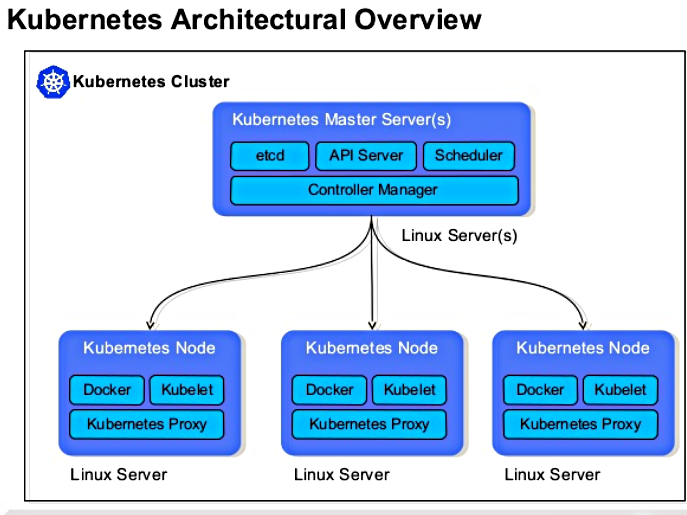 Kubernetes Architectural Overview
Kubernetes Cluster
Kubernetes Master Server(s)
etcd
API Server
Scheduler
Controller Manager
Linux Server(s)
Kubernetes Node
Docker
Kubelet
Kubernetes Proxy
Linux Server
Kubernetes Node
Docker
Kubelet
Kubernetes Proxy
Linux Server
Kubernetes Node
Docker
Kubelet
Kubernetes Proxy
Linux Server